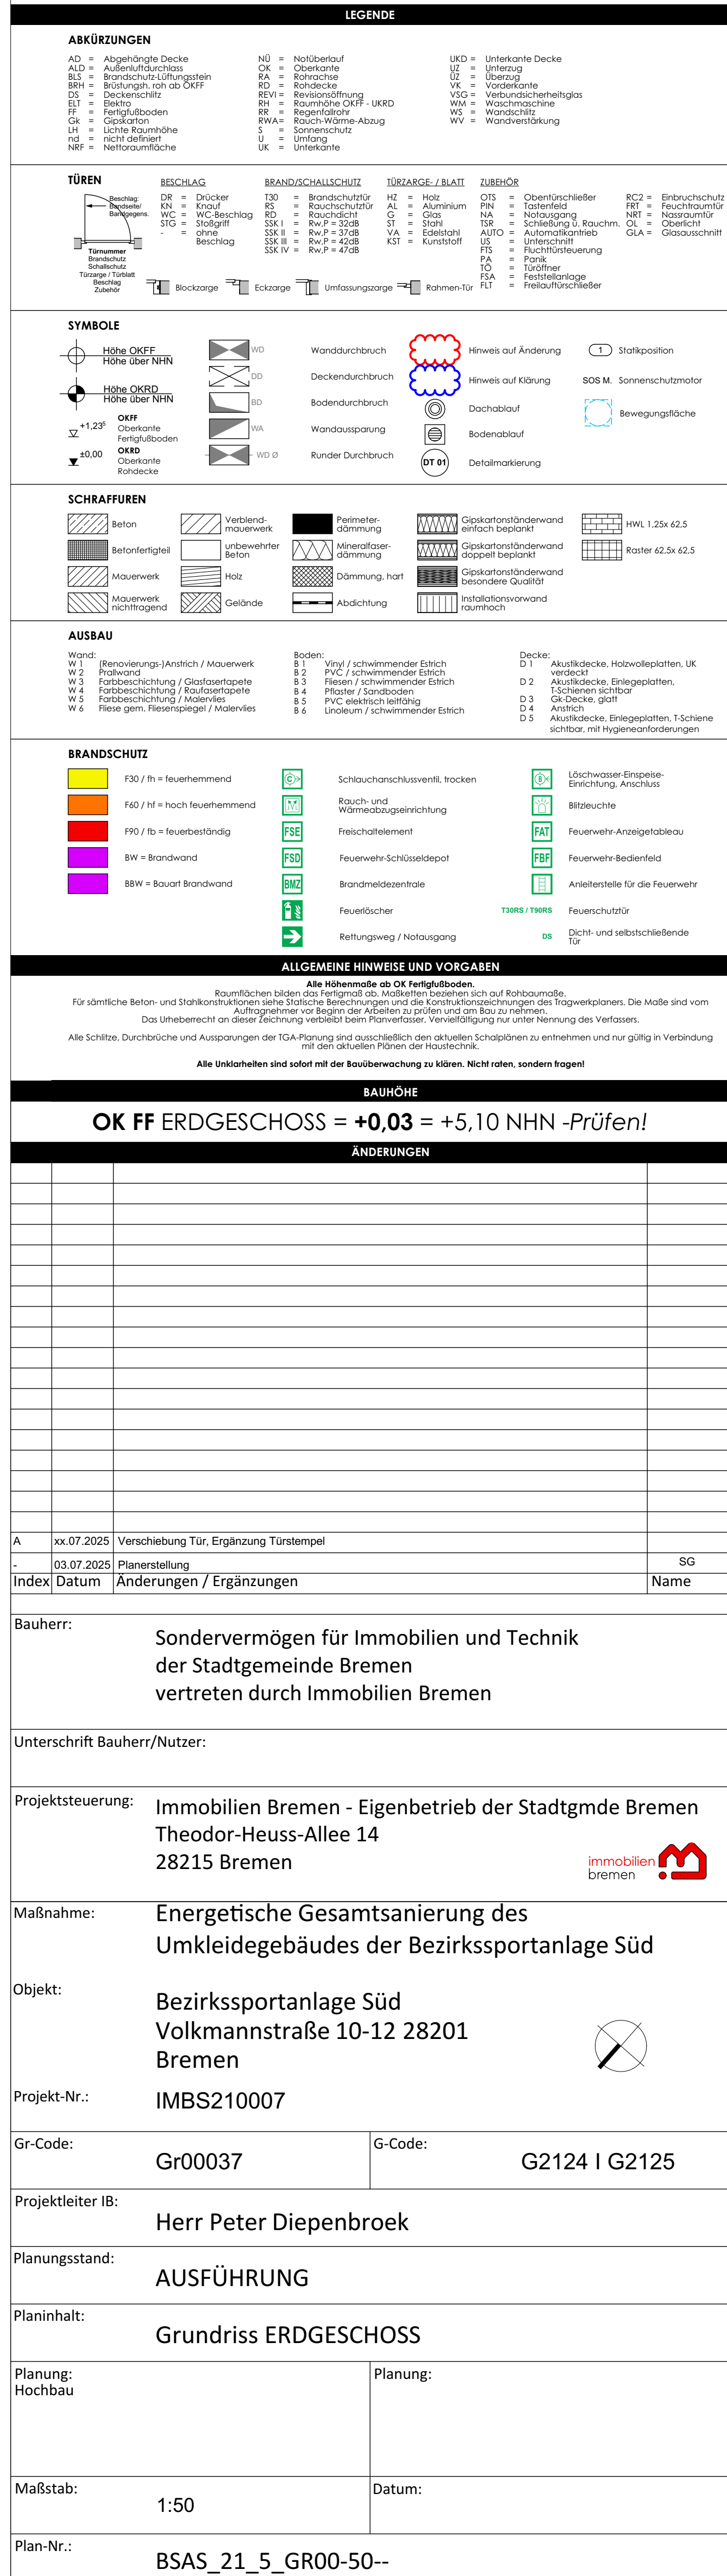 LEGENDE
ABKÜRZUNGEN
AD = Abgehängte Decke
ALD = Außenluftdurchlass
BLS = Brandschutz-Lüftungsstein
BRH = Brüstungsh. roh ab OKFF
DS = Deckenschlitz
ELT = Elektro
FF = Fertigfußboden
Gk = Gipskarton
LH = Lichte Raumhöhe
nd = nicht definiert
NRF = Nettoraumfläche
NÜ = Notüberlauf
OK = Oberkante
RA = Rohrachse
RD = Rohdecke
REVI = Revisionsöffnung
RH = Raumhöhe OKFF - UKRD
RR = Regenfallrohr
RWA= Rauch-Wärme-Abzug
S = Sonnenschutz
U = Umfang
UK = Unterkante
UKD = Unterkante Decke
UZ = Unterzug
ÜZ = Überzug
VK = Vorderkante
VSG = Verbundsicherheitsglas
WM = Waschmaschine
WS = Wandschlitz
WV = Wandverstärkung
TÜREN
Beschlag:
Bandseite/
Bandgegens.
Türnummer
Brandschutz
Schallschutz
Türzarge / Türblatt
Beschlag
Zubehör
BESCHLAG
DR = Drücker
KN = Knauf
WC = WC-Beschlag
STG = Stoßgriff
- = ohne
Beschlag
BRAND/SCHALLSCHUTZ
T30 = Brandschutztür
RS = Rauchschutztür
RD = Rauchdicht
SSK I = Rw,P = 32dB
SSK II = Rw,P = 37dB
SSK III = Rw,P = 42dB
SSK IV = Rw,P = 47dB
TÜRZARGE- / BLATT
HZ = Holz
AL = Aluminium
G = Glas
ST = Stahl
VA = Edelstahl
KST = Kunststoff
ZUBEHÖR
OTS = Obentürschließer
PIN = Tastenfeld
NA = Notausgang
TSR = Schließung ü. Rauchm.
AUTO = Automatikantrieb
US = Unterschnitt
FTS = Fluchttürsteuerung
PA = Panik
TÖ = Türöffner
FSA = Feststellanlage
FLT = Freilauftürschließer
RC2 = Einbruchschutz
FRT = Feuchtraumtür
NRT = Nassraumtür
OL = Oberlicht
GLA = Glasausschnitt
Blockzarge
Eckzarge
Umfassungszarge
Rahmen-Tür
SYMBOLE
Höhe OKFF
Höhe über NHN
Höhe OKRD
Höhe über NHN
+1,23⁵
OKFF
Oberkante
Fertigfußboden
±0,00
OKRD
Oberkante
Rohdecke
WD
Wanddurchbruch
DD
Deckendurchbruch
BD
Bodendurchbruch
WA
Wandaussparung
WD Ø
Runder Durchbruch
Hinweis auf Änderung
Hinweis auf Klärung
Dachablauf
Bodenablauf
DT 01
Detailmarkierung
1
Statikposition
SOS M.
Sonnenschutzmotor
Bewegungsfläche
SCHRAFFUREN
Beton
Betonfertigteil
Mauerwerk
Mauerwerk
nichttragend
Verblend-
mauerwerk
unbewehrter
Beton
Holz
Gelände
Perimeter-
dämmung
Mineralfaser-
dämmung
Dämmung, hart
Abdichtung
Gipskartonständerwand
einfach beplankt
Gipskartonständerwand
doppelt beplankt
Gipskartonständerwand
besondere Qualität
Installationsvorwand
raumhoch
HWL 1,25x 62,5
Raster 62,5x 62,5
AUSBAU
Wand:
W 1 (Renovierungs-)Anstrich / Mauerwerk
W 2 Prallwand
W 3 Farbbeschichtung / Glasfasertapete
W 4 Farbbeschichtung / Raufasertapete
W 5 Farbbeschichtung / Malervlies
W 6 Fliese gem. Fliesenspiegel / Malervlies
Boden:
B 1 Vinyl / schwimmender Estrich
B 2 PVC / schwimmender Estrich
B 3 Fliesen / schwimmender Estrich
B 4 Pflaster / Sandboden
B 5 PVC elektrisch leitfähig
B 6 Linoleum / schwimmender Estrich
Decke:
D 1 Akustikdecke, Holzwolleplatten, UK
verdeckt
D 2 Akustikdecke, Einlegeplatten,
T-Schienen sichtbar
D 3 Gk-Decke, glatt
D 4 Anstrich
D 5 Akustikdecke, Einlegeplatten, T-Schiene
sichtbar, mit Hygieneanforderungen
BRANDSCHUTZ
F30 / fh = feuerhemmend
F60 / hf = hoch feuerhemmend
F90 / fb = feuerbeständig
BW = Brandwand
BBW = Bauart Brandwand
C
Schlauchanschlussventil, trocken
Rauch- und
Wärmeabzugseinrichtung
FSE
Freischaltelement
FSD
Feuerwehr-Schlüsseldepot
BMZ
Brandmeldezentrale
Feuerlöscher
Rettungsweg / Notausgang
B
Löschwasser-Einspeise-
Einrichtung, Anschluss
Blitzleuchte
FAT
Feuerwehr-Anzeigetableau
FBF
Feuerwehr-Bedienfeld
Anleiterstelle für die Feuerwehr
T30RS / T90RS
Feuerschutztür
DS
Dicht- und selbstschließende
Tür
ALLGEMEINE HINWEISE UND VORGABEN
Alle Höhenmaße ab OK Fertigfußboden.
Raumflächen bilden das Fertigmaß ab. Maßketten beziehen sich auf Rohbaumaße.
Für sämtliche Beton- und Stahlkonstruktionen siehe Statische Berechnungen und die Konstruktionszeichnungen des Tragwerkplaners. Die Maße sind vom
Auftragnehmer vor Beginn der Arbeiten zu prüfen und am Bau zu nehmen.
Das Urheberrecht an dieser Zeichnung verbleibt beim Planverfasser. Vervielfältigung nur unter Nennung des Verfasers.
Alle Schlitze, Durchbrüche und Aussparungen der TGA-Planung sind ausschließlich den aktuellen Schalplänen zu entnehmen und nur gültig in Verbindung
mit den aktuellen Plänen der Haustechnik.
Alle Unklarheiten sind sofort mit der Bauüberwachung zu klären. Nicht raten, sondern fragen!
BAUHÖHE
OK FF ERDGESCHOSS = +0,03 = +5,10 NHN -Prüfen!
ÄNDERUNGEN
A xx.07.2025 Verschiebung Tür, Ergänzung Türstempel
- 03.07.2025 Planerstellung SG
Index Datum Änderungen / Ergänzungen Name
Bauherr:
Sondervermögen für Immobilien und Technik
der Stadtgemeinde Bremen
vertreten durch Immobilien Bremen
Unterschrift Bauherr/Nutzer:
Projektsteuerung:
Immobilien Bremen - Eigenbetrieb der Stadtgmde Bremen
Theodor-Heuss-Allee 14
28215 Bremen
immobilien
bremen
Maßnahme:
Energetische Gesamtsanierung des
Umkleidegebäudes der Bezirkssportanlage Süd
Objekt:
Bezirkssportanlage Süd
Volkmannstraße 10-12 28201
Bremen
Projekt-Nr.: IMBS210007
Gr-Code: Gr00037
G-Code: G2124 I G2125
Projektleiter IB:
Herr Peter Diepenbroek
Planungsstand:
AUSFÜHRUNG
Planinhalt:
Grundriss ERDGESCHOSS
Planung:
Hochbau
Planung:
Maßstab:
1:50
Datum:
Plan-Nr.:
BSAS_21_5_GR00-50--